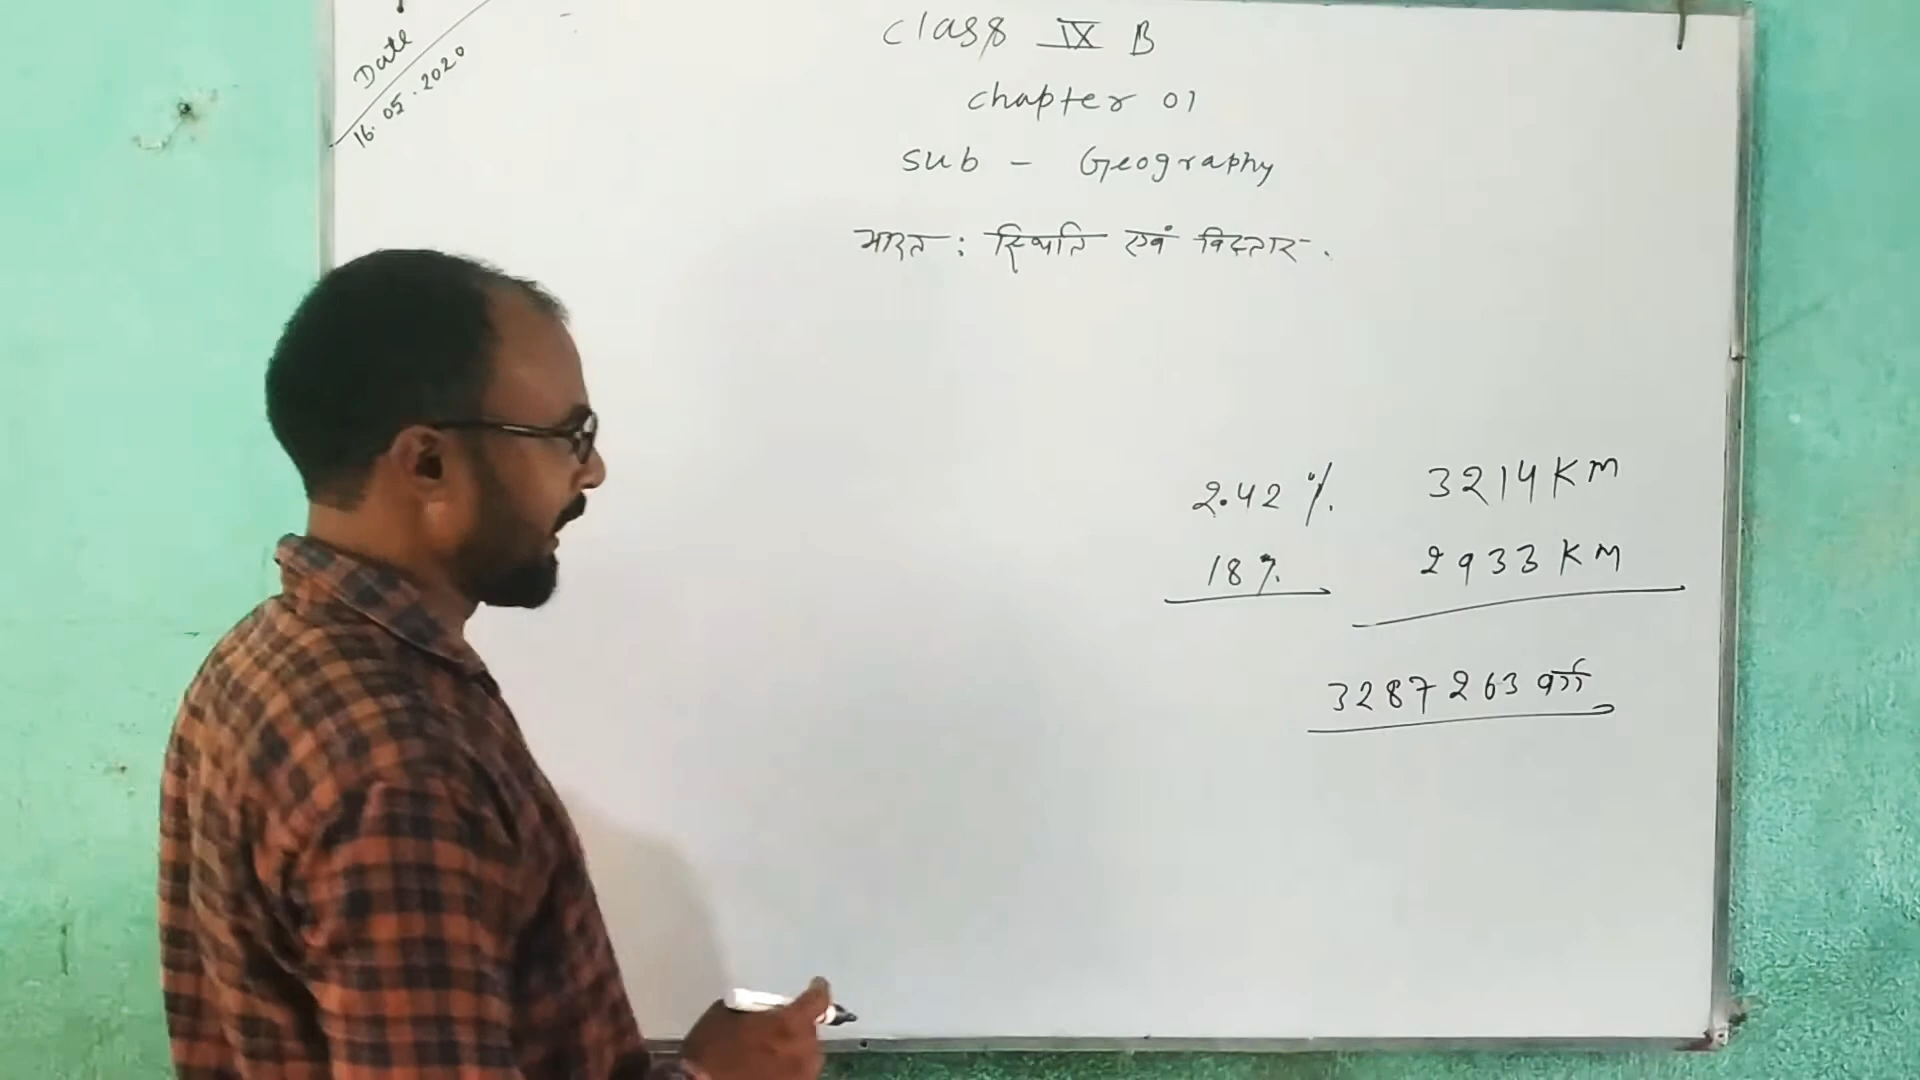 Date
16.05.2020
Class IX B
Chapter 01
Sub - Geography
भारत : स्थिति एवं विस्तार.
2.42 %
3214 KM
18%
2933 KM
3287263 वर्ग